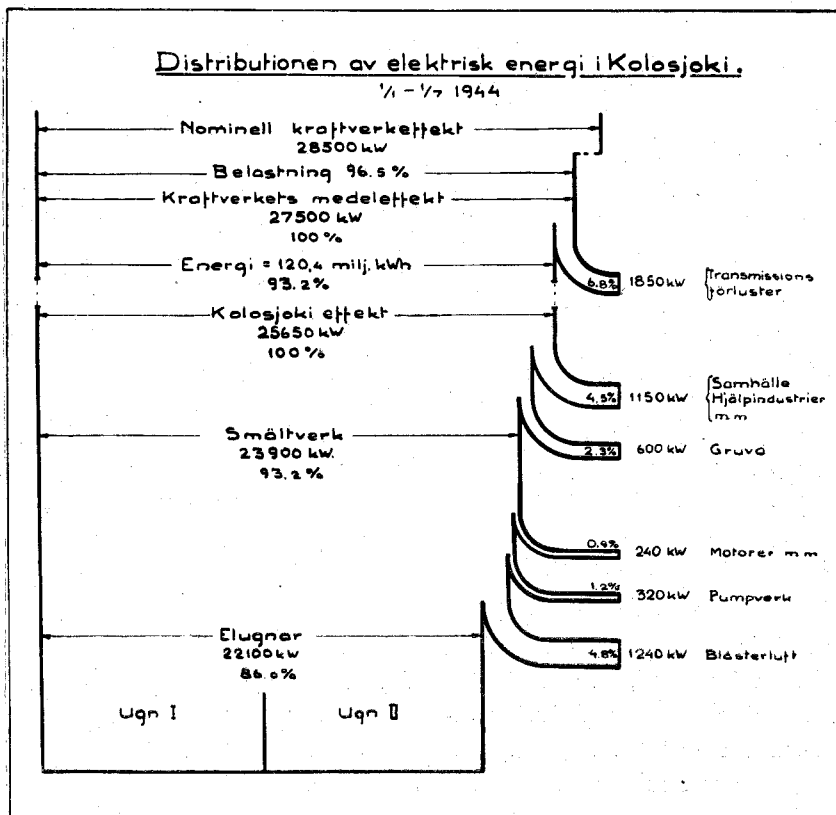 Distributionen av elektrisk energi i Kolosjoki.
1/1 - 1/7 1944
Nominell kraftverkeffekt
28500 kW
Belastning 96.5 %
Kraftverkets medeleffekt
27500 kW
100 %
Energi = 120,4 milj. kWh
93.2 %
6.8% 1850 kW Transmissions
förluster
Kolosjoki effekt
25650 kW
100 %
4.5% 1150 kW Samhälle
Hjälpindustrier
m m
Smältverk
23900 kW.
93.2 %
2.3% 600 kW Gruva
0.9% 240 kW Motorer m m
1.2% 320 kW Pumpverk
Elugnar
22100 kW
86.0 %
4.8% 1240 kW Blästerluft
Ugn I Ugn II